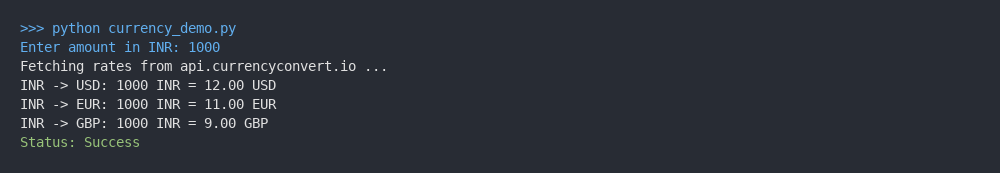 >>> python currency_demo.py
Enter amount in INR: 1000
Fetching rates from api.currencyconvert.io ...
INR -> USD: 1000 INR = 12.00 USD
INR -> EUR: 1000 INR = 11.00 EUR
INR -> GBP: 1000 INR = 9.00 GBP
Status: Success